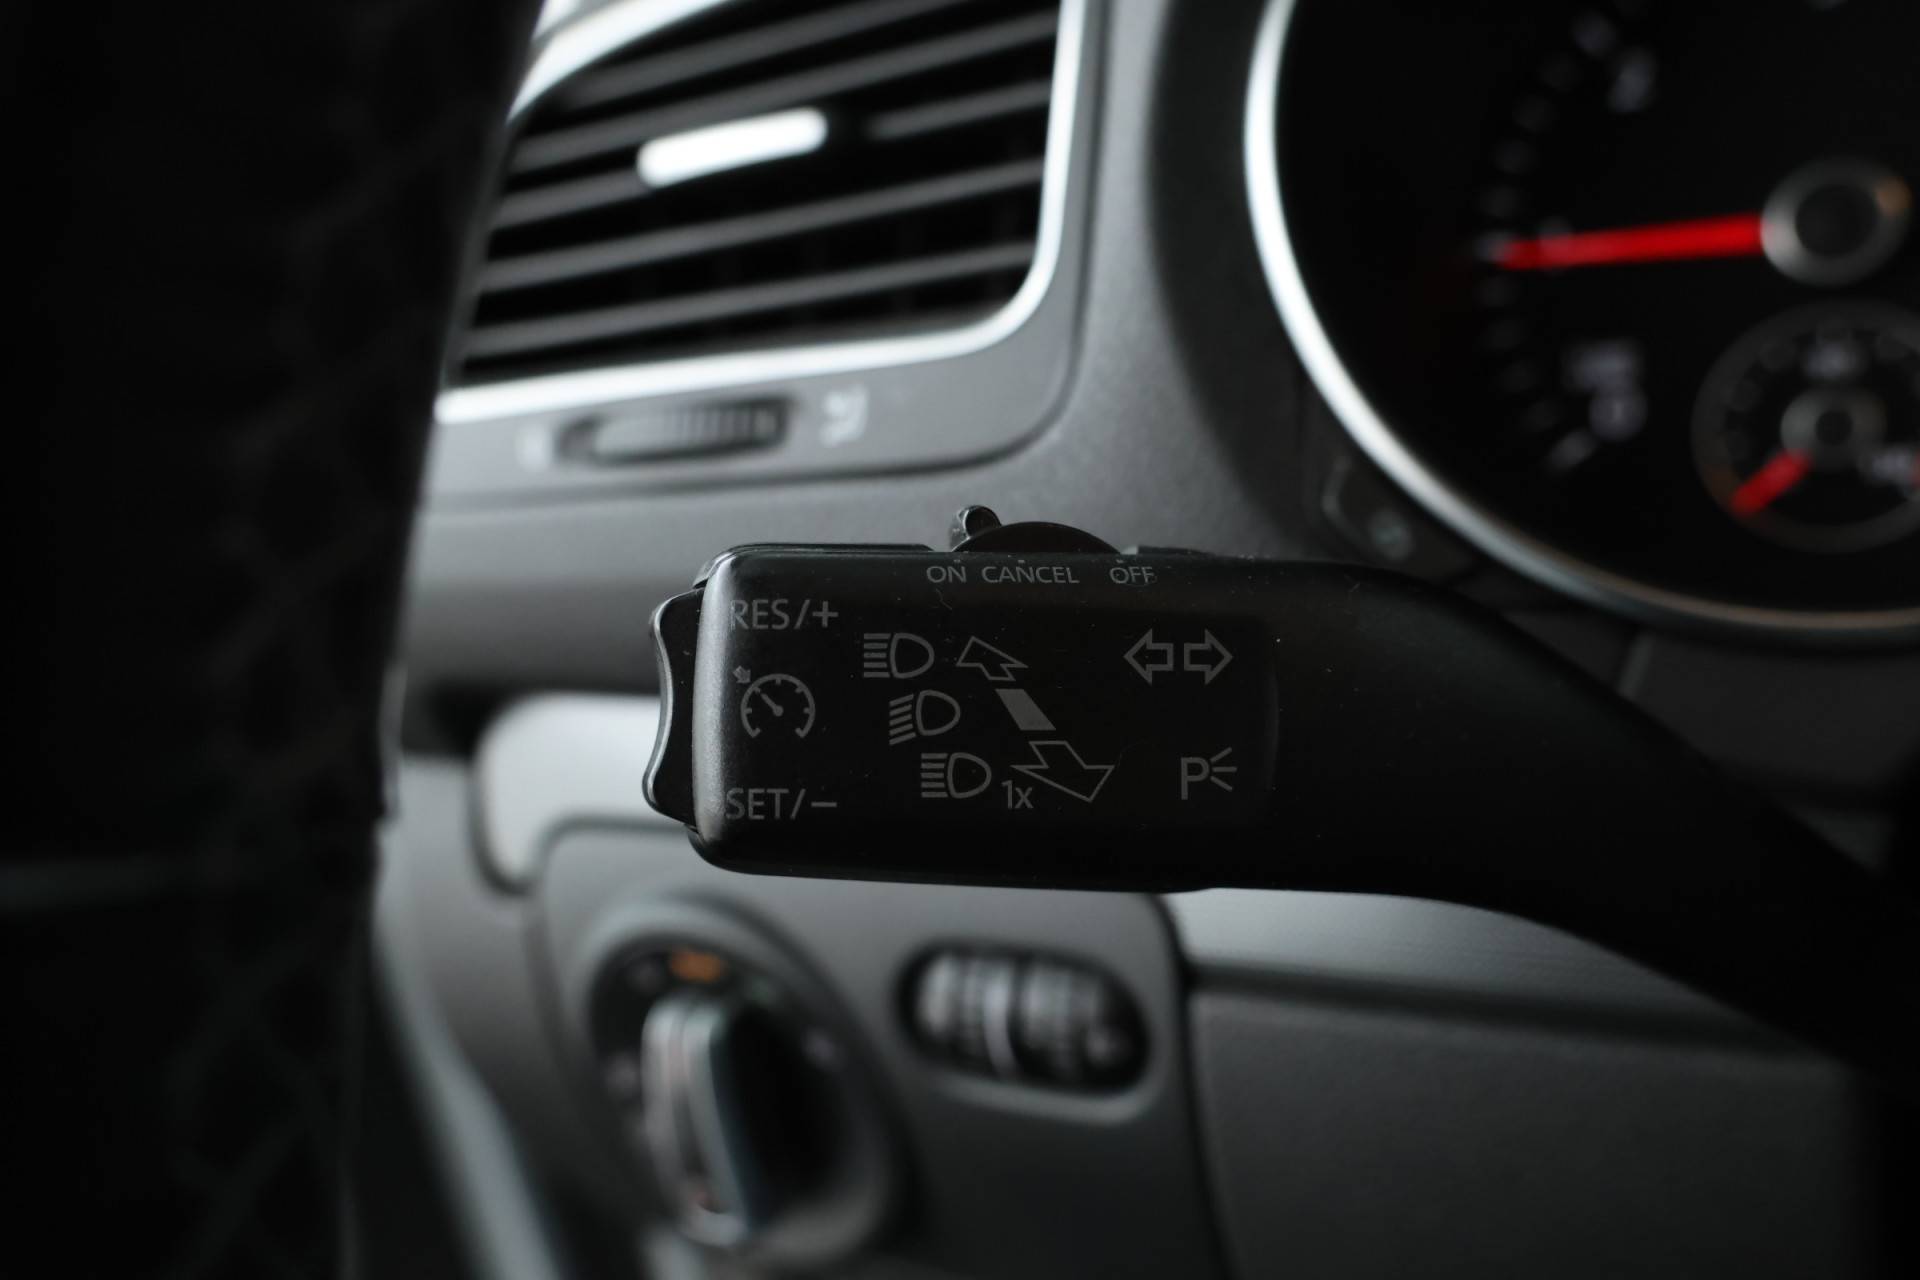 ON CANCEL OFF
RES/+
SET/−
1x
P